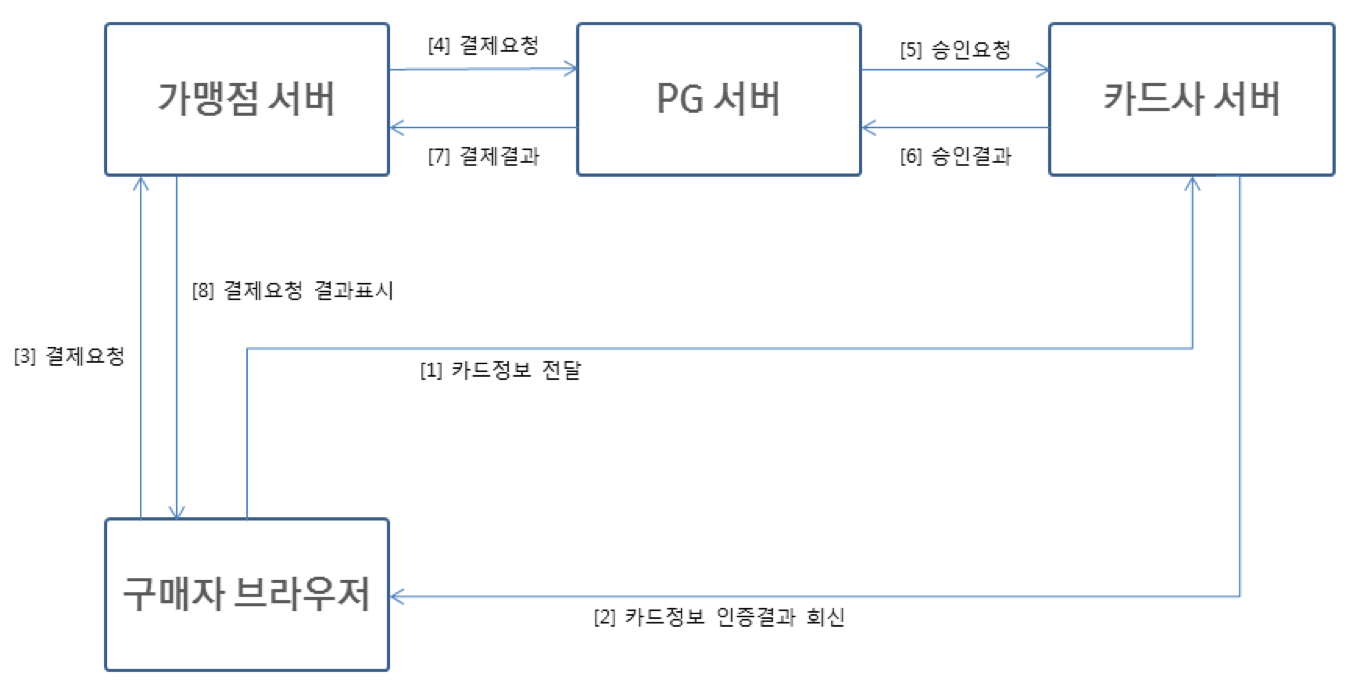 [4] 결제요청
[5] 승인요청
가맹점 서버
PG 서버
카드사 서버
[7] 결제결과
[6] 승인결과
[8] 결제요청 결과표시
[3] 결제요청
[1] 카드정보 전달
구매자 브라우저
[2] 카드정보 인증결과 회신